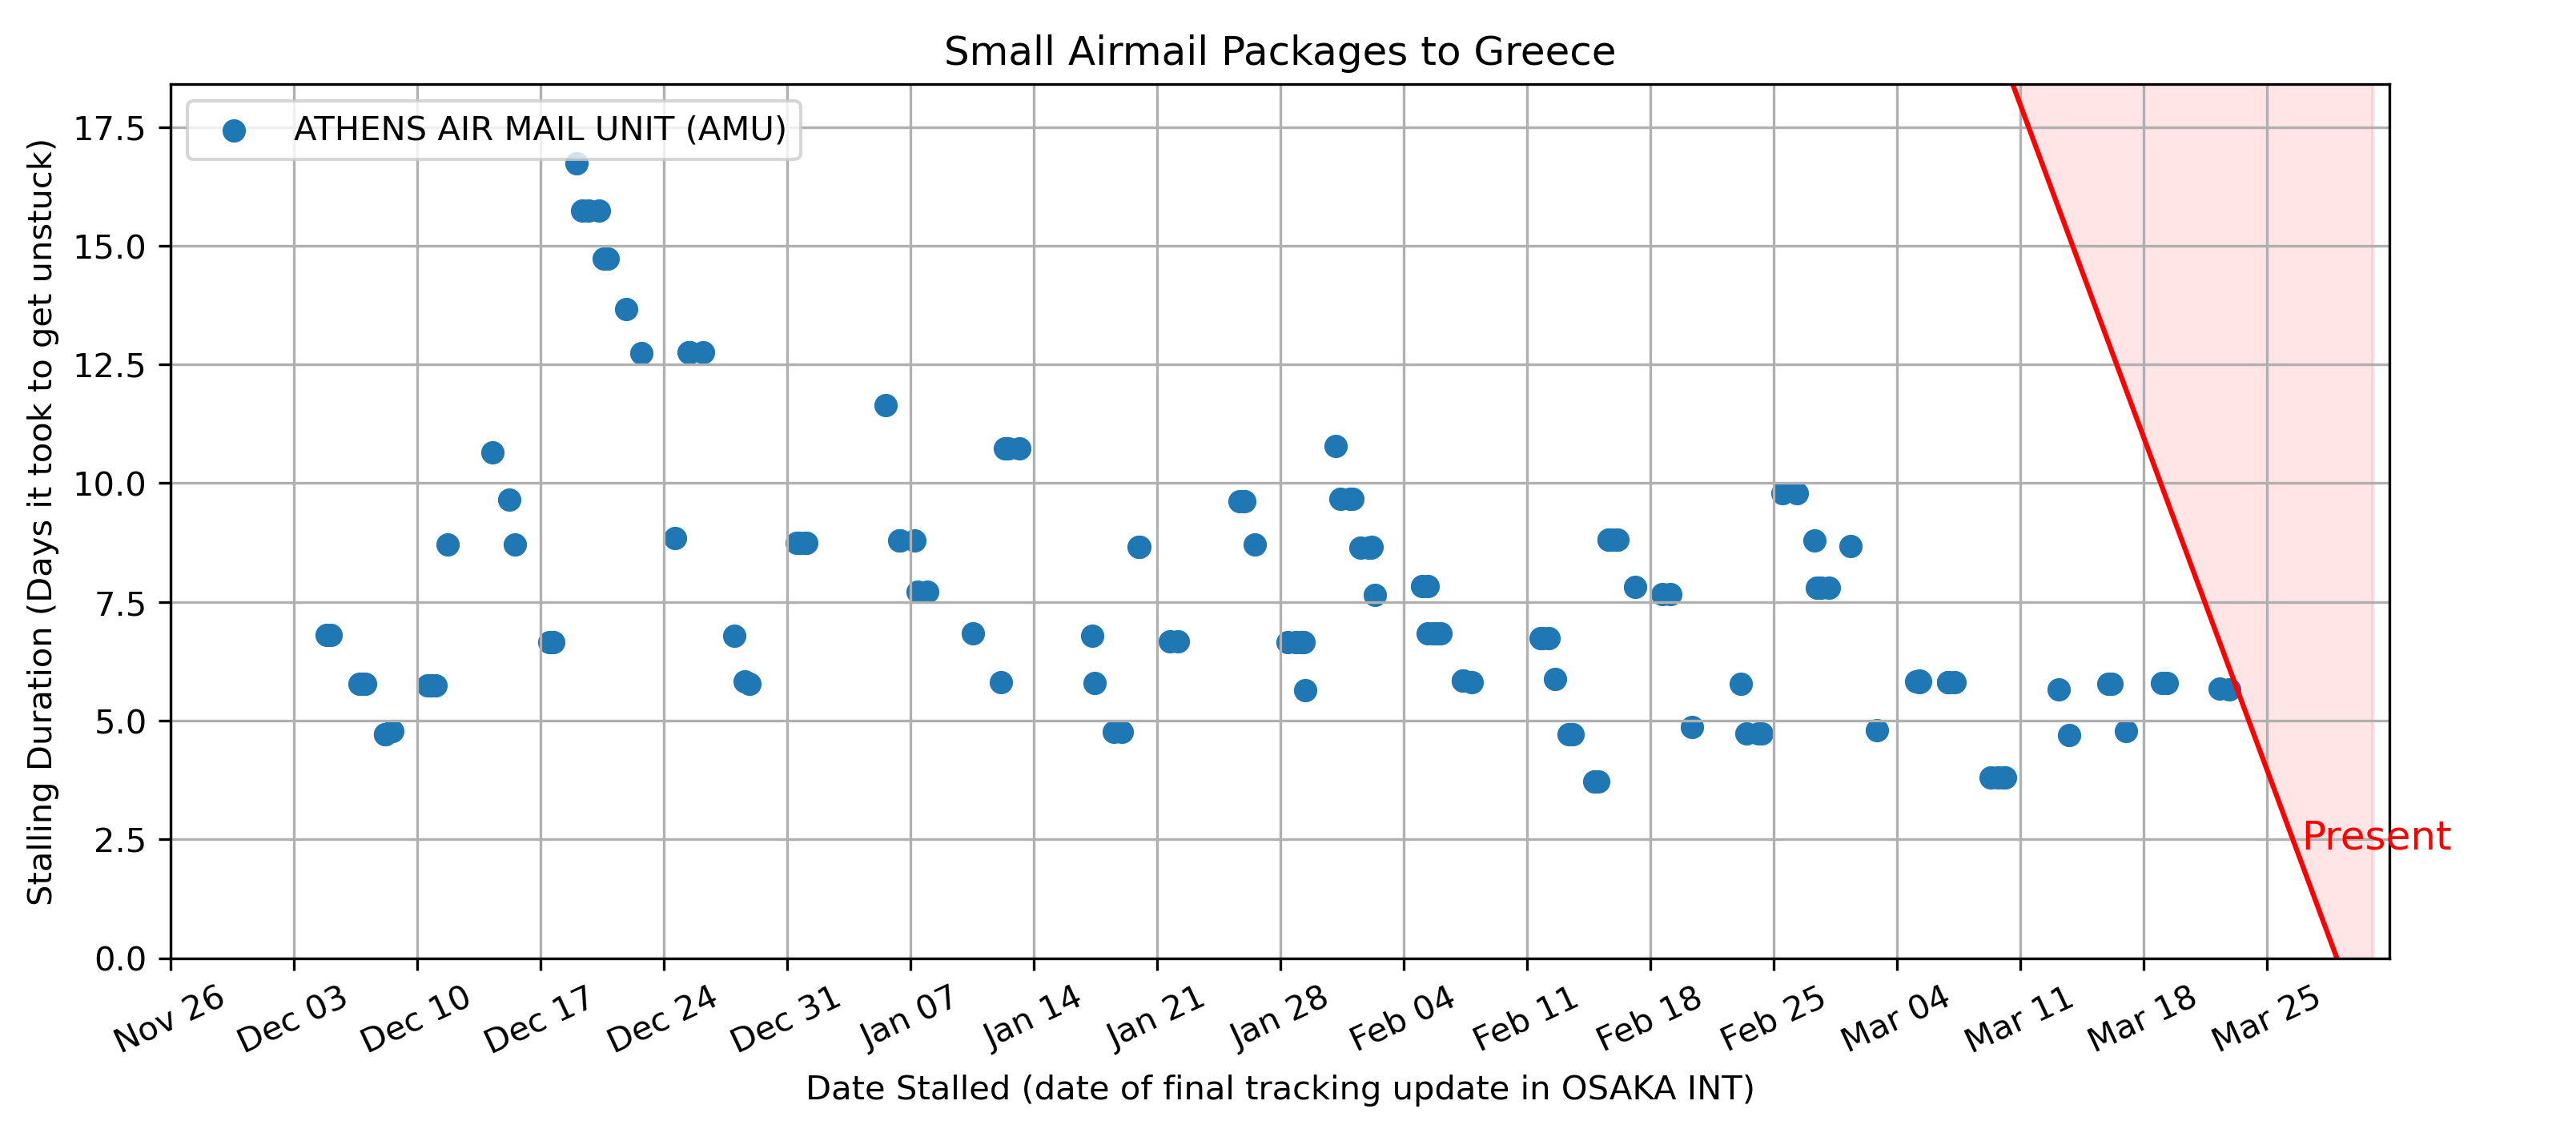 Small Airmail Packages to Greece
ATHENS AIR MAIL UNIT (AMU)
Stalling Duration (Days it took to get unstuck)
17.5
15.0
12.5
10.0
7.5
5.0
2.5
0.0
Present
Nov 26
Dec 03
Dec 10
Dec 17
Dec 24
Dec 31
Jan 07
Jan 14
Jan 21
Jan 28
Feb 04
Feb 11
Feb 18
Feb 25
Mar 04
Mar 11
Mar 18
Mar 25
Date Stalled (date of final tracking update in OSAKA INT)